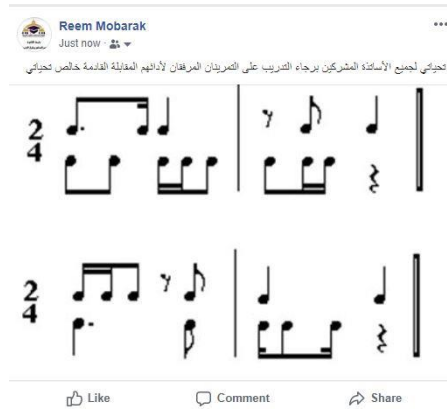 Reem Mobarak
Just now ·
تحياتي لجميع الأساتذة المشركين برجاء التدريب على التمرينان المرفقان لأدائهم المقابلة القادمة خالص تحياتي
2
4
2
4
Like Comment Share